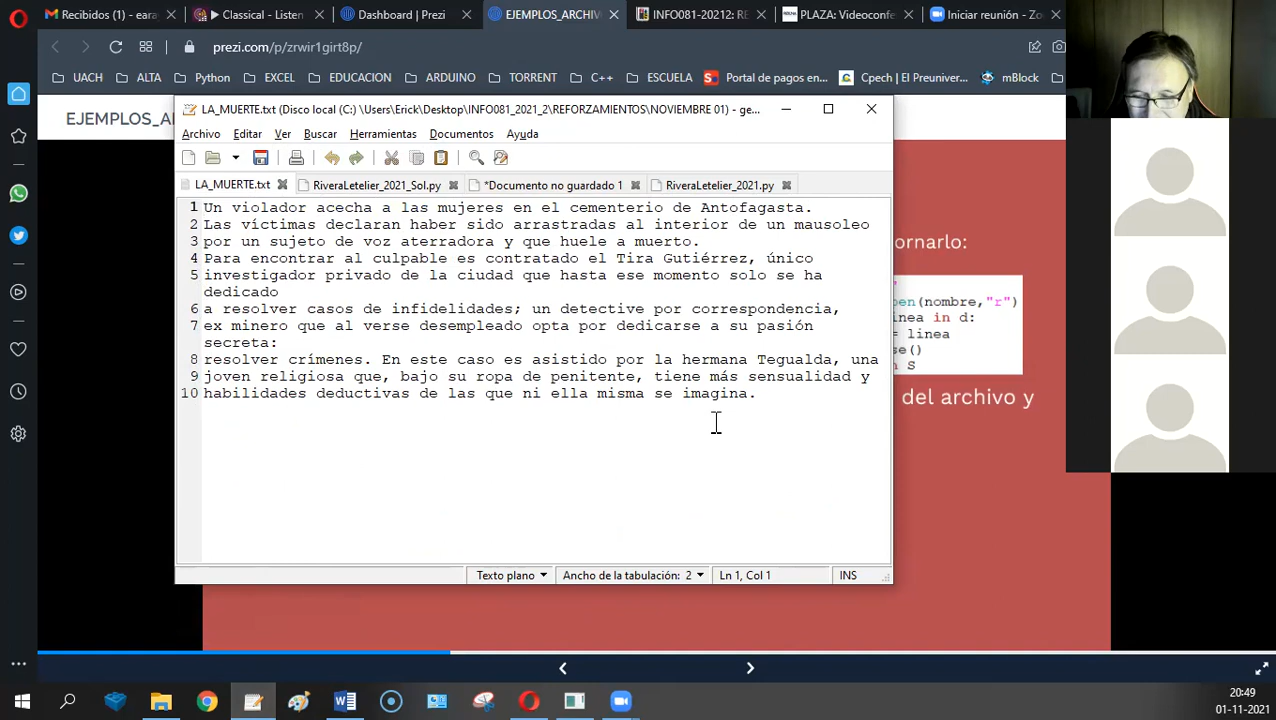 Recibidos (1) - eara
Classical - Listen
Dashboard | Prezi
EJEMPLOS_ARCHIV
INFO081-20212: RE
PLAZA: Videoconfe
Iniciar reunión - Zo
prezi.com/p/zrwir1girt8p/
UACH
ALTA
Python
EXCEL
EDUCACION
ARDUINO
TORRENT
C++
ESCUELA
Portal de pagos en...
Cpech | El Preuniver...
mBlock
EJEMPLOS_A
LA_MUERTE.txt (Disco local (C:) \Users\Erick\Desktop\INFO081_2021_2\REFORZAMIENTOS\NOVIEMBRE 01) - ge...
Archivo Editar Ver Buscar Herramientas Documentos Ayuda
LA_MUERTE.txt
RiveraLetelier_2021_Sol.py
*Documento no guardado 1
RiveraLetelier_2021.py
1 Un violador acecha a las mujeres en el cementerio de Antofagasta.
2 Las víctimas declaran haber sido arrastradas al interior de un mausoleo
3 por un sujeto de voz aterradora y que huele a muerto.
4 Para encontrar al culpable es contratado el Tira Gutiérrez, único
5 investigador privado de la ciudad que hasta ese momento solo se ha
dedicado
6 a resolver casos de infidelidades; un detective por correspondencia,
7 ex minero que al verse desempleado opta por dedicarse a su pasión
secreta:
8 resolver crímenes. En este caso es asistido por la hermana Tegualda, una
9 joven religiosa que, bajo su ropa de penitente, tiene más sensualidad y
10 habilidades deductivas de las que ni ella misma se imagina.
ornarlo:
pen(nombre,"r")
inea in d:
= linea
se()
n S
del archivo y
Texto plano
Ancho de la tabulación: 2
Ln 1, Col 1
INS
20:49
01-11-2021